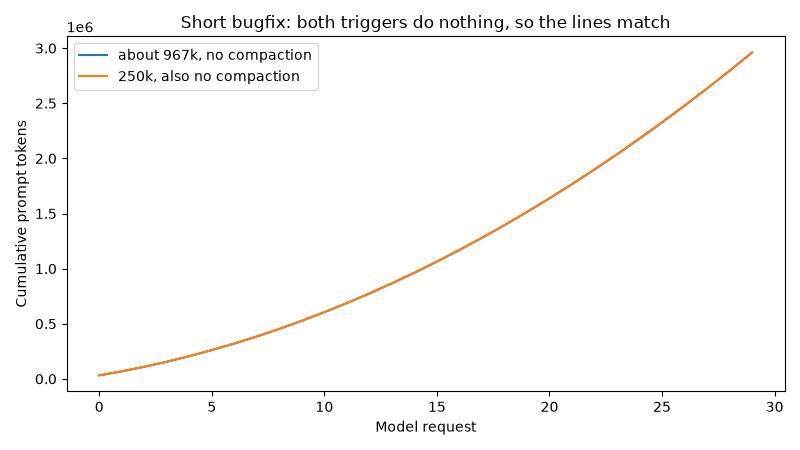 Short bugfix: both triggers do nothing, so the lines match
1e6
about 967k, no compaction
250k, also no compaction
3.0
2.5
2.0
1.5
1.0
0.5
0.0
Cumulative prompt tokens
0 5 10 15 20 25 30
Model request